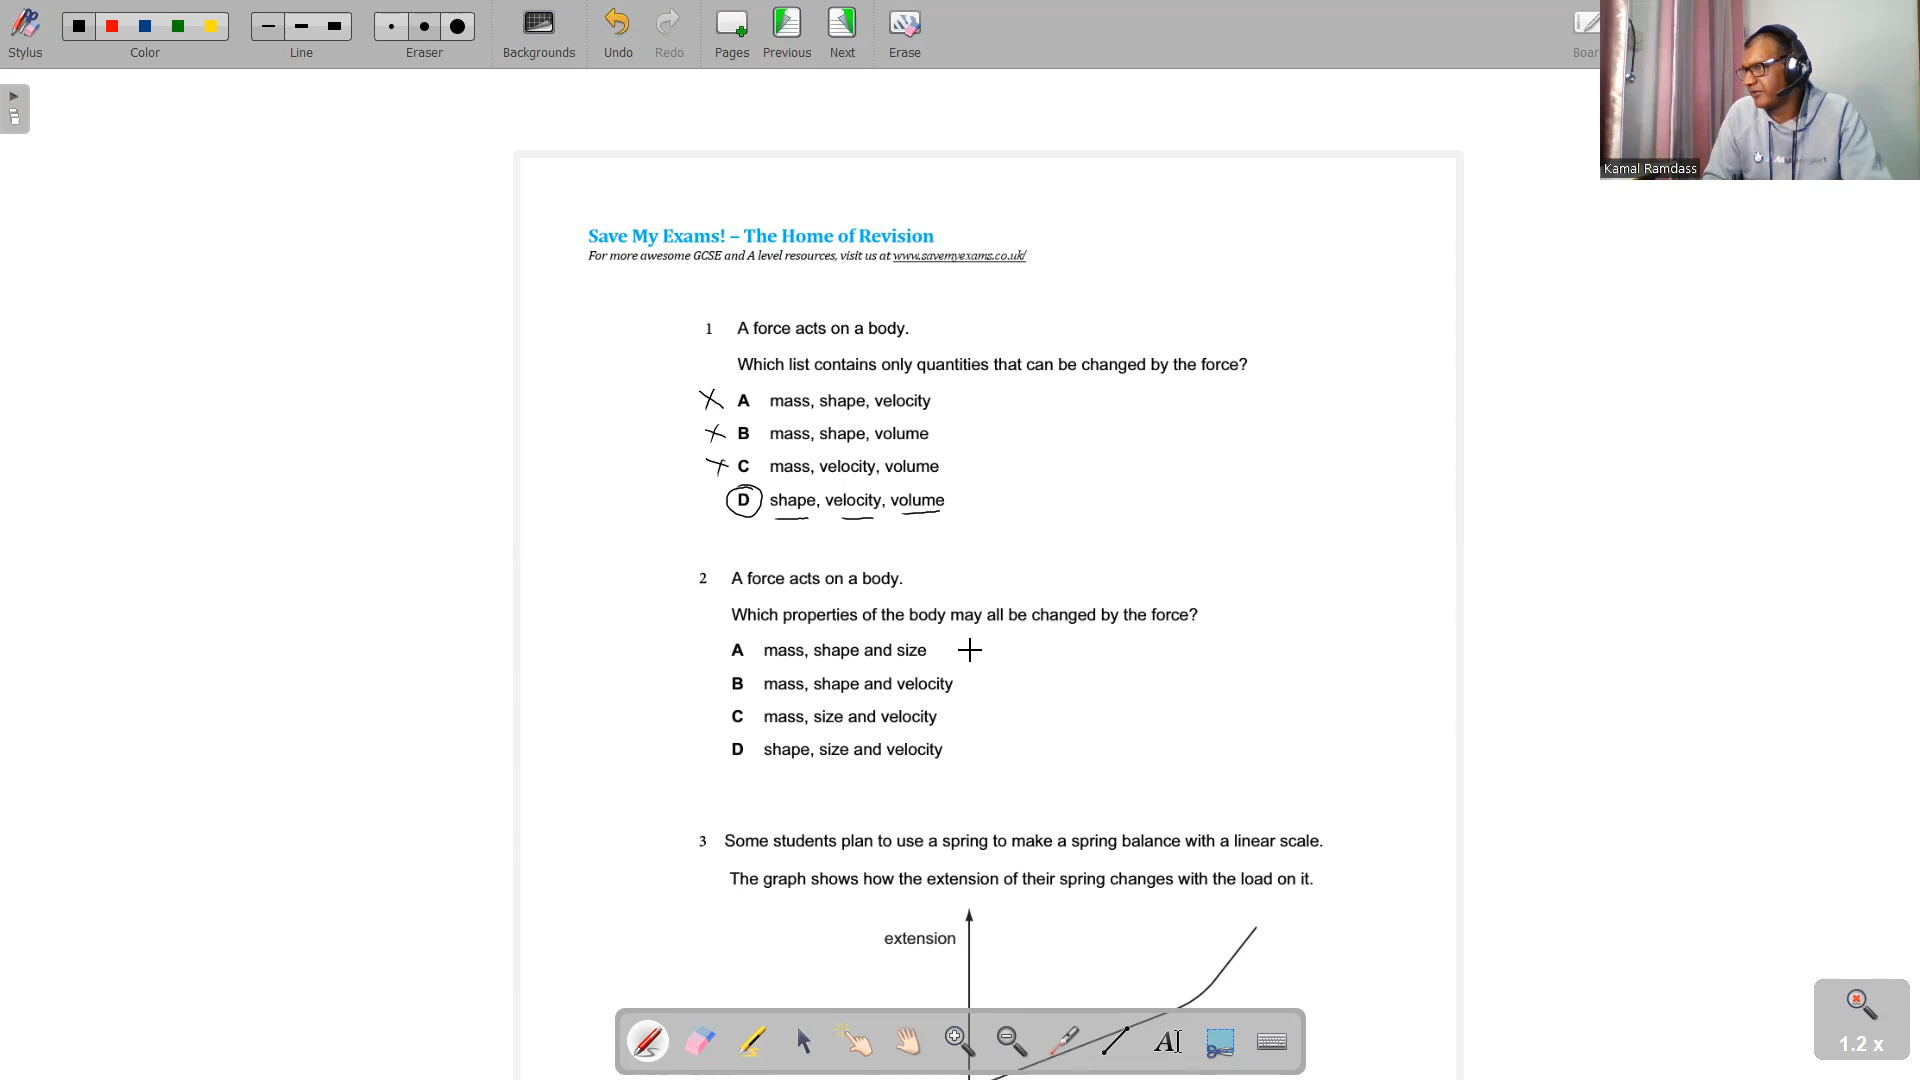 Stylus Color Line Eraser Backgrounds Undo Redo Pages Previous Next Erase
Kamal Ramdass
Save My Exams! – The Home of Revision
For more awesome GCSE and A level resources, visit us at www.savemyexams.co.uk/
1 A force acts on a body.
Which list contains only quantities that can be changed by the force?
A mass, shape, velocity
B mass, shape, volume
C mass, velocity, volume
D shape, velocity, volume
2 A force acts on a body.
Which properties of the body may all be changed by the force?
A mass, shape and size
B mass, shape and velocity
C mass, size and velocity
D shape, size and velocity
3 Some students plan to use a spring to make a spring balance with a linear scale.
The graph shows how the extension of their spring changes with the load on it.
extension
1.2 x